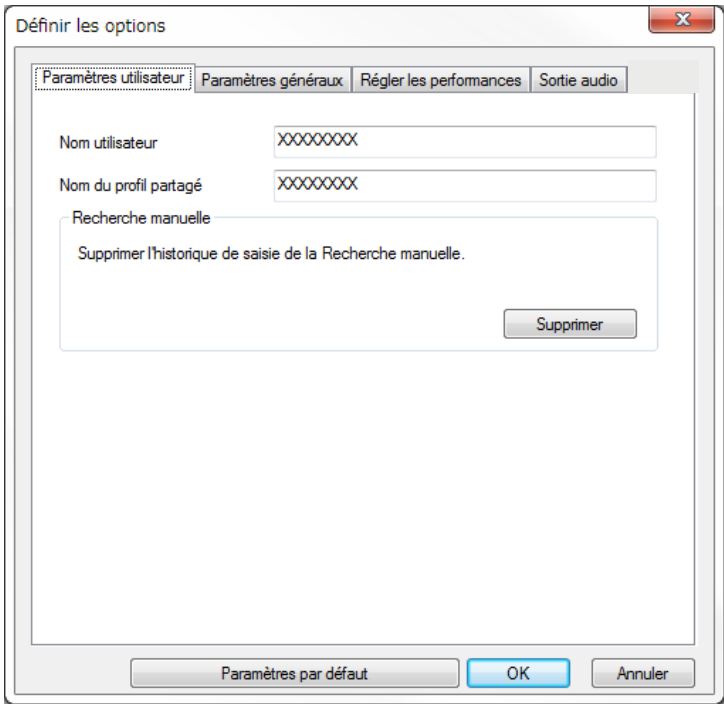 Définir les options
Paramètres utilisateur Paramètres généraux Régler les performances Sortie audio
Nom utilisateur XXXXXXXX
Nom du profil partagé XXXXXXXX
Recherche manuelle
Supprimer l'historique de saisie de la Recherche manuelle.
Supprimer
Paramètres par défaut OK Annuler